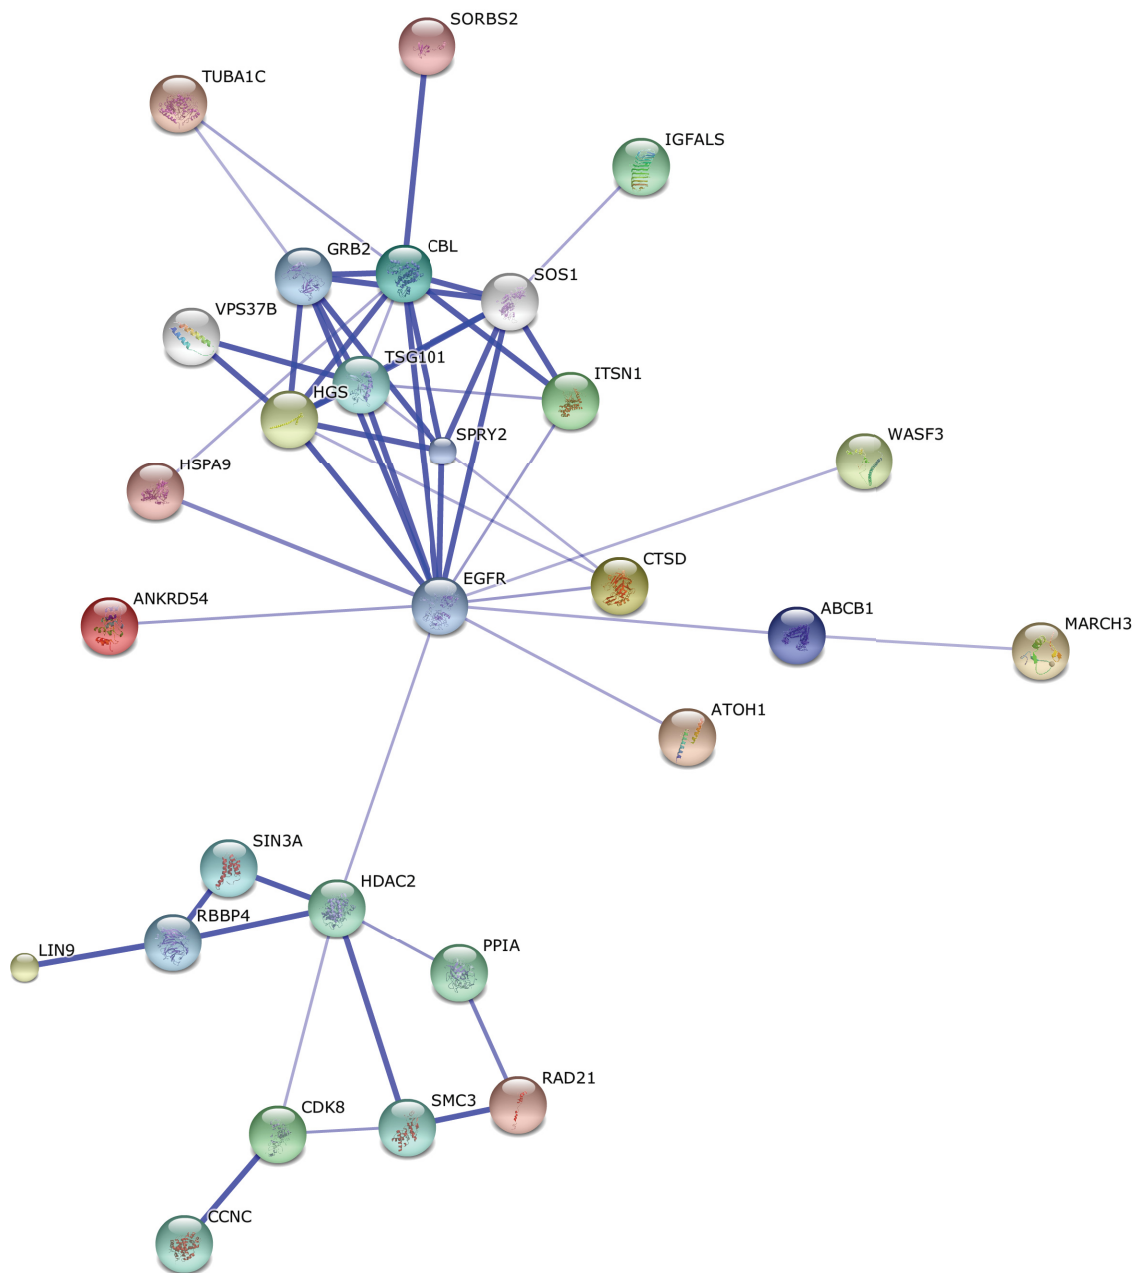 SORBS2
TUBA1C
IGFALS
GRB2
CBL
SOS1
VPS37B
TSG101
ITSN1
HGS
SPRY2
WASF3
HSPA9
CTSD
EGFR
ANKRD54
ABCB1
MARCH3
ATOH1
SIN3A
HDAC2
RBBP4
LIN9
PPIA
RAD21
SMC3
CDK8
CCNC